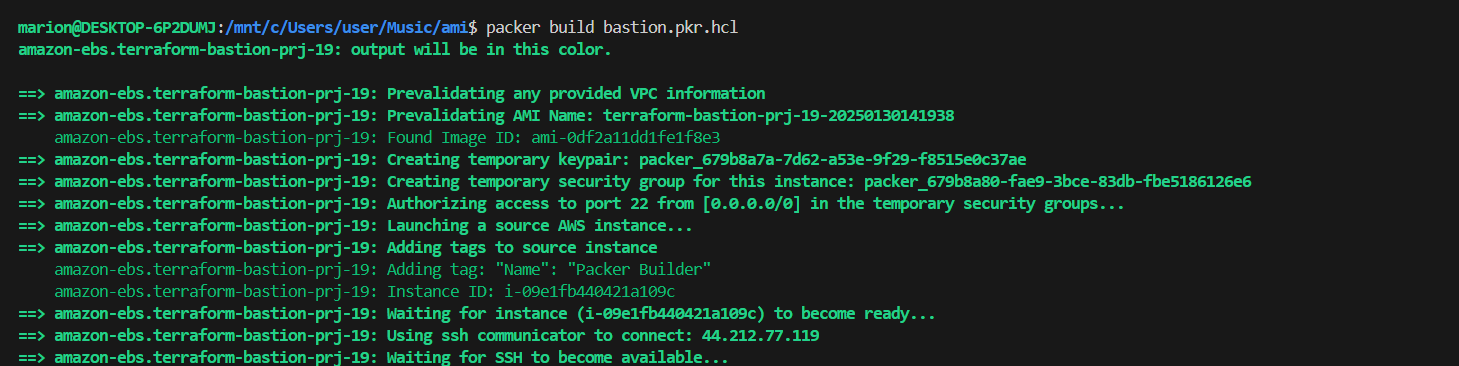 marion@DESKTOP-6P2DUMJ:/mnt/c/Users/user/Music/ami$ packer build bastion.pkr.hcl
amazon-ebs.terraform-bastion-prj-19: output will be in this color.
==> amazon-ebs.terraform-bastion-prj-19: Prevalidating any provided VPC information
==> amazon-ebs.terraform-bastion-prj-19: Prevalidating AMI Name: terraform-bastion-prj-19-20250130141938
amazon-ebs.terraform-bastion-prj-19: Found Image ID: ami-0df2a11dd1fe1f8e3
==> amazon-ebs.terraform-bastion-prj-19: Creating temporary keypair: packer_679b8a7a-7d62-a53e-9f29-f8515e0c37ae
==> amazon-ebs.terraform-bastion-prj-19: Creating temporary security group for this instance: packer_679b8a80-fae9-3bce-83db-fbe5186126e6
==> amazon-ebs.terraform-bastion-prj-19: Authorizing access to port 22 from [0.0.0.0/0] in the temporary security groups...
==> amazon-ebs.terraform-bastion-prj-19: Launching a source AWS instance...
==> amazon-ebs.terraform-bastion-prj-19: Adding tags to source instance
amazon-ebs.terraform-bastion-prj-19: Adding tag: "Name": "Packer Builder"
amazon-ebs.terraform-bastion-prj-19: Instance ID: i-09e1fb440421a109c
==> amazon-ebs.terraform-bastion-prj-19: Waiting for instance (i-09e1fb440421a109c) to become ready...
==> amazon-ebs.terraform-bastion-prj-19: Using ssh communicator to connect: 44.212.77.119
==> amazon-ebs.terraform-bastion-prj-19: Waiting for SSH to become available...